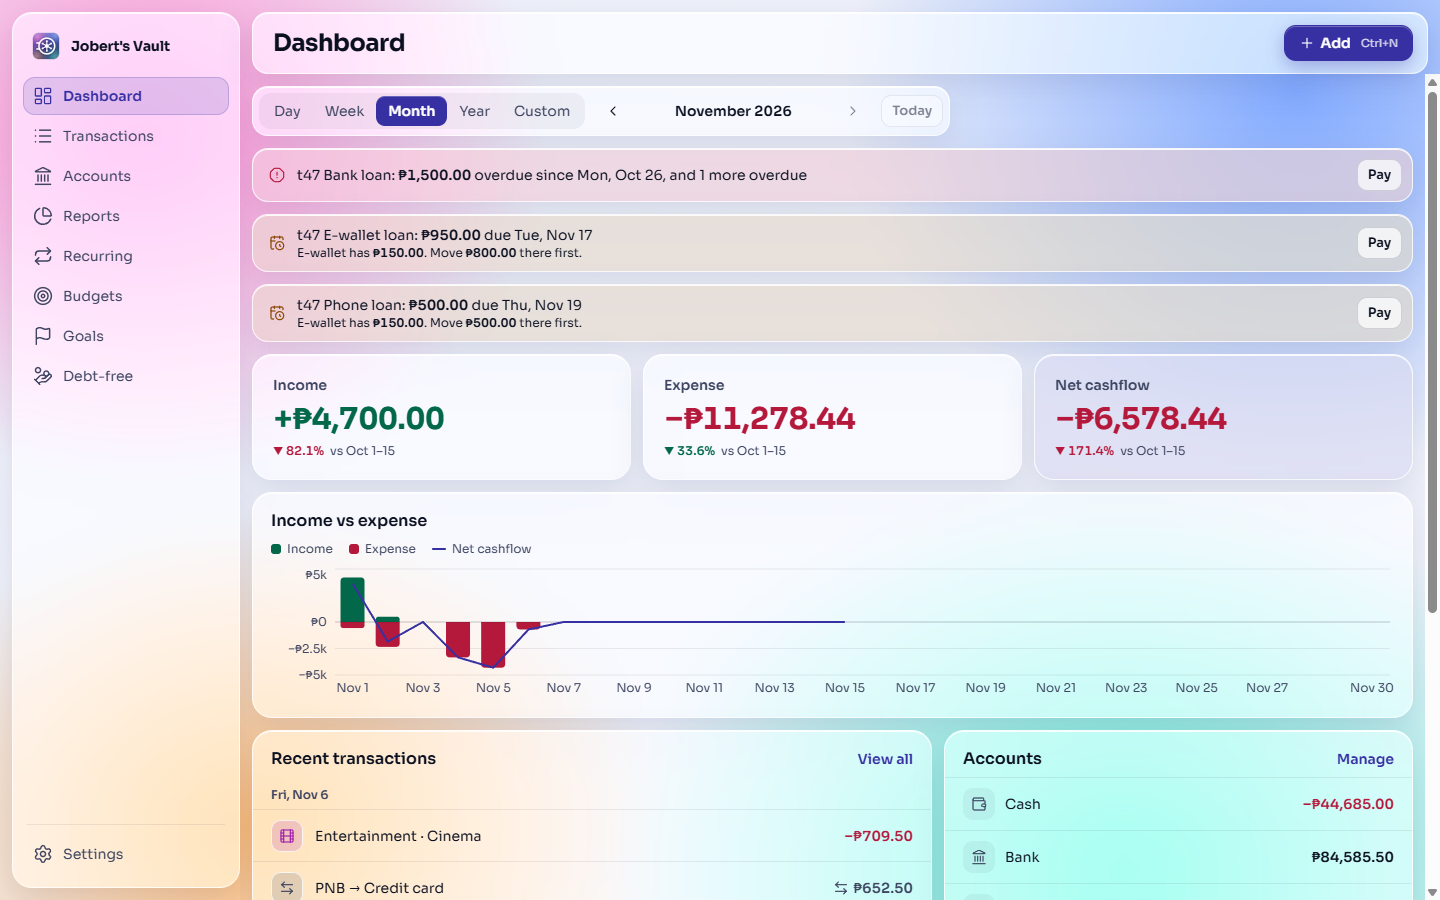 Jobert's Vault
Dashboard
Transactions
Accounts
Reports
Recurring
Budgets
Goals
Debt-free
Settings
Dashboard
+ Add Ctrl+N
Day Week Month Year Custom
November 2026
Today
t47 Bank loan: ₱1,500.00 overdue since Mon, Oct 26, and 1 more overdue
Pay
t47 E-wallet loan: ₱950.00 due Tue, Nov 17
E-wallet has ₱150.00. Move ₱800.00 there first.
Pay
t47 Phone loan: ₱500.00 due Thu, Nov 19
E-wallet has ₱150.00. Move ₱500.00 there first.
Pay
Income
+₱4,700.00
▼ 82.1% vs Oct 1–15
Expense
−₱11,278.44
▼ 33.6% vs Oct 1–15
Net cashflow
−₱6,578.44
▼ 171.4% vs Oct 1–15
Income vs expense
Income Expense Net cashflow
₱5k
₱0
−₱2.5k
−₱5k
Nov 1 Nov 3 Nov 5 Nov 7 Nov 9 Nov 11 Nov 13 Nov 15 Nov 17 Nov 19 Nov 21 Nov 23 Nov 25 Nov 27 Nov 30
Recent transactions
View all
Fri, Nov 6
Entertainment · Cinema
−₱709.50
PNB → Credit card
⇆ ₱652.50
Accounts
Manage
Cash
−₱44,685.00
Bank
₱84,585.50